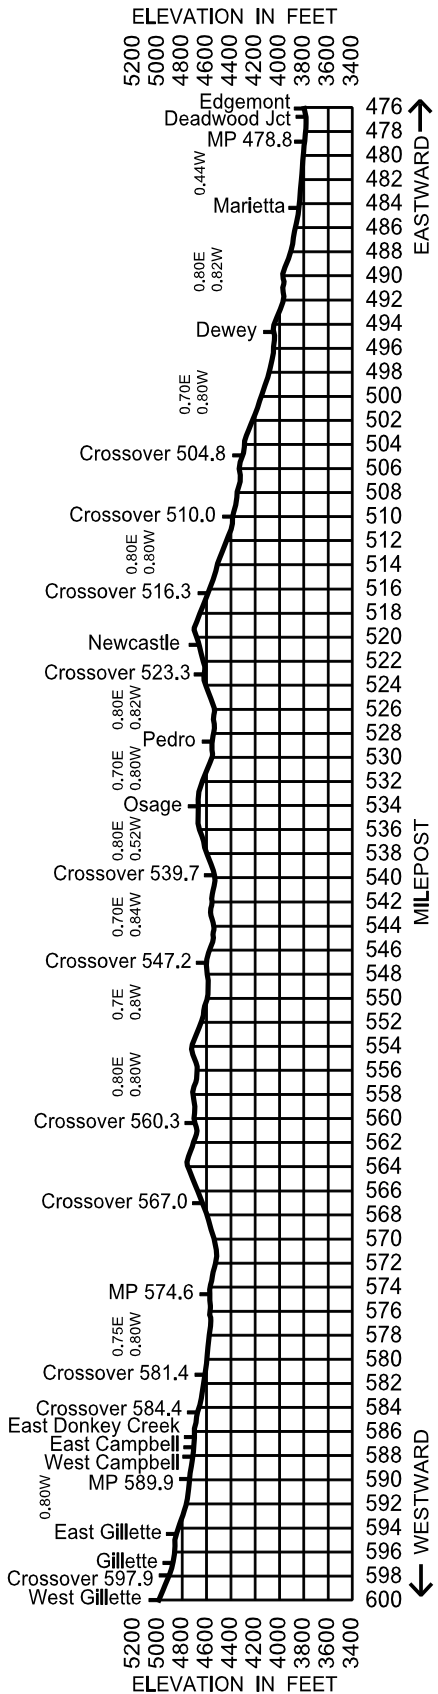 ELEVATION IN FEET
5200 5000 4800 4600 4400 4200 4000 3800 3600 3400
Edgemont
476
Deadwood Jct
478
MP 478.8
480
0.44W
482
Marietta
484
486
488
0.80E
0.82W
490
492
Dewey
494
496
498
0.70E
0.80W
500
502
504
Crossover 504.8
506
508
Crossover 510.0
510
512
0.80E
0.80W
514
Crossover 516.3
516
518
520
Newcastle
522
Crossover 523.3
524
0.80E
0.82W
526
528
Pedro
530
0.70E
0.80W
532
Osage
534
536
0.80E
0.52W
538
Crossover 539.7
540
542
0.70E
0.84W
544
546
Crossover 547.2
548
550
0.7E
0.8W
552
554
556
0.80E
0.80W
558
560
Crossover 560.3
562
564
566
Crossover 567.0
568
570
572
574
MP 574.6
576
578
0.75E
0.80W
580
Crossover 581.4
582
584
Crossover 584.4
East Donkey Creek
586
East Campbell
West Campbell
588
MP 589.9
590
0.80W
592
East Gillette
594
596
Gillette
Crossover 597.9
598
West Gillette
600
EASTWARD
MILEPOST
WESTWARD
5200 5000 4800 4600 4400 4200 4000 3800 3600 3400
ELEVATION IN FEET